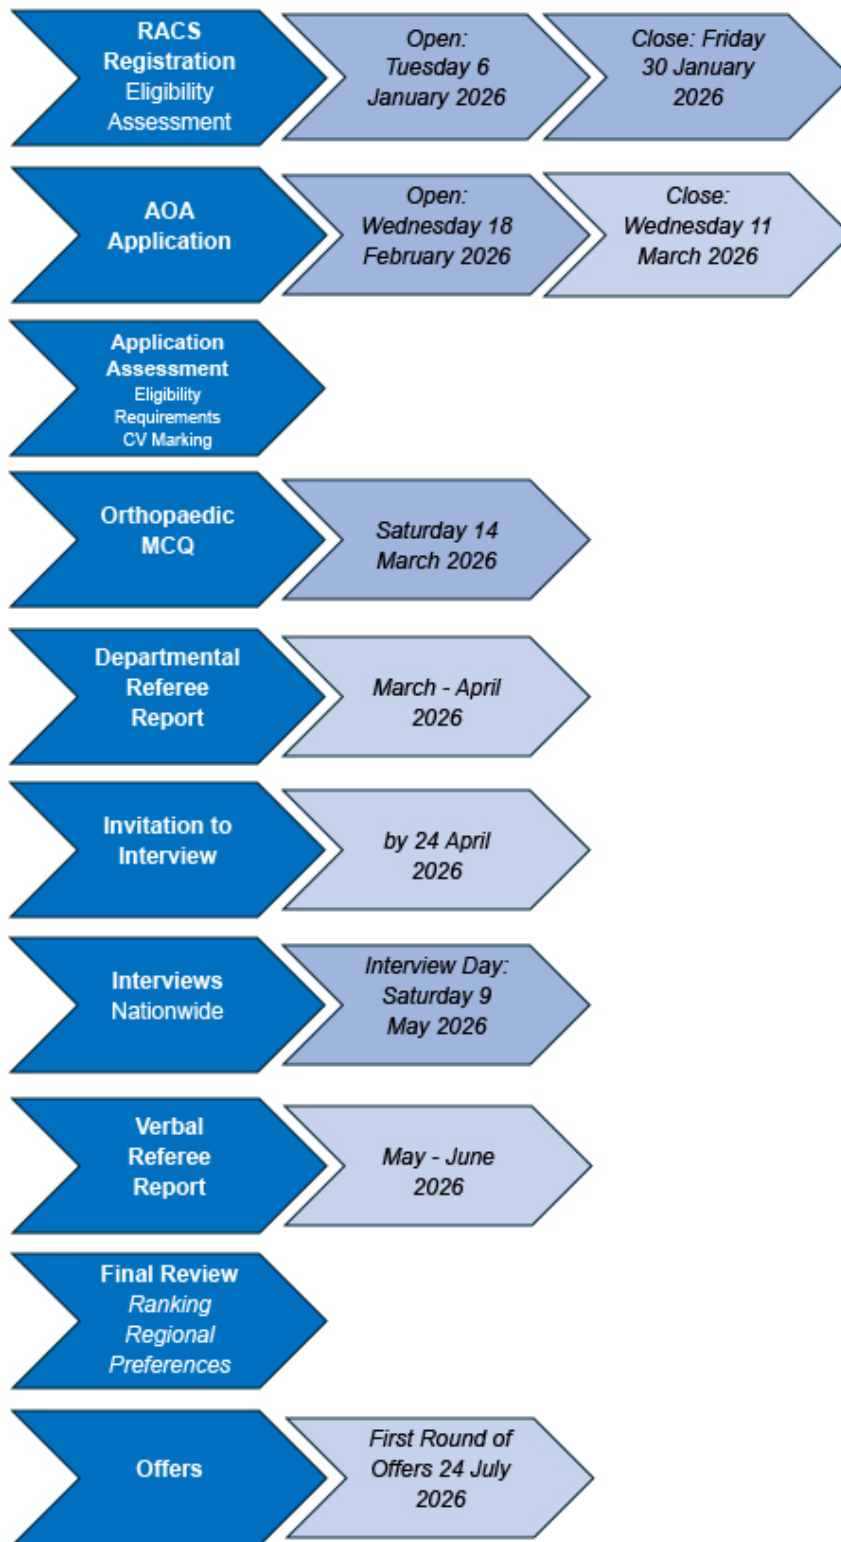 RACS
Registration
Eligibility
Assessment
Open:
Tuesday 6
January 2026
Close: Friday
30 January
2026
AOA
Application
Open:
Wednesday 18
February 2026
Close:
Wednesday 11
March 2026
Application
Assessment
Eligibility
Requirements
CV Marking
Orthopaedic
MCQ
Saturday 14
March 2026
Departmental
Referee
Report
March - April
2026
Invitation to
Interview
by 24 April
2026
Interviews
Nationwide
Interview Day:
Saturday 9
May 2026
Verbal
Referee
Report
May - June
2026
Final Review
Ranking
Regional
Preferences
Offers
First Round of
Offers 24 July
2026